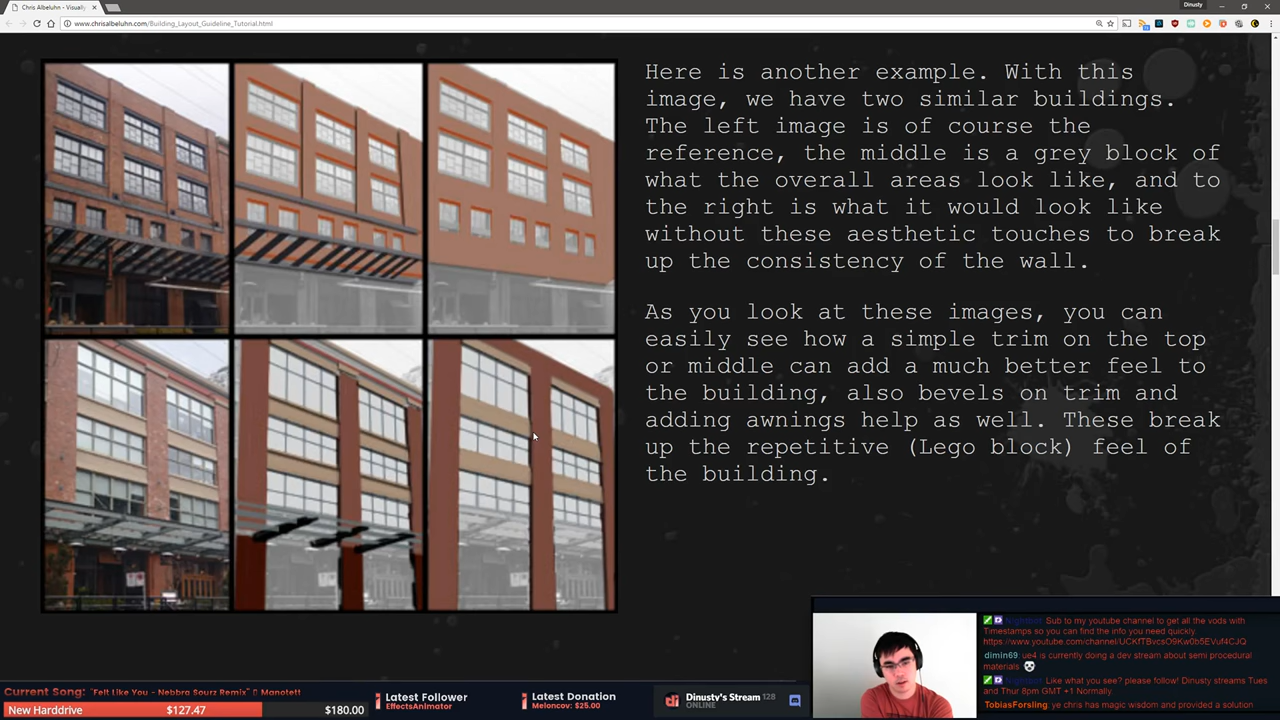 Chris Albeluhn - Visually
Dinusty
www.chrisalbeluhn.com/Building_Layout_Guideline_Tutorial.html
Here is another example. With this
image, we have two similar buildings.
The left image is of course the
reference, the middle is a grey block of
what the overall areas look like, and to
the right is what it would look like
without these aesthetic touches to break
up the consistency of the wall.
As you look at these images, you can
easily see how a simple trim on the top
or middle can add a much better feel to
the building, also bevels on trim and
adding awnings help as well. These break
up the repetitive (Lego block) feel of
the building.
Nightbot: Sub to my youtube channel to get all the vods with
Timestamps so you can find the info you need quickly
dimin69: ue4 is currently doing a dev stream about semi procedural
materials
Nightbot: Like what you see? please follow! Dinusty streams Tues
and Thur 8pm GMT +1 Normally.
TobiasForsling: ye chris has magic wisdom and provided a solution
Current Song: "Felt Like You - Nebbra Sourz Remix"
New Harddrive $127.47 $180.00
Latest Follower
EffectsAnimator
Latest Donation
Meloncov: $25.00
Dinusty's Stream 128
ONLINE